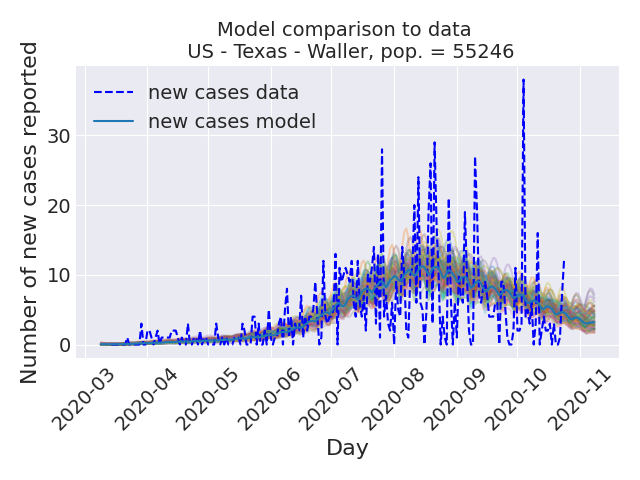 Model comparison to data
US - Texas - Waller, pop. = 55246
Number of new cases reported
new cases data
new cases model
30
20
10
0
2020-03
2020-04
2020-05
2020-06
2020-07
2020-08
2020-09
2020-10
2020-11
Day